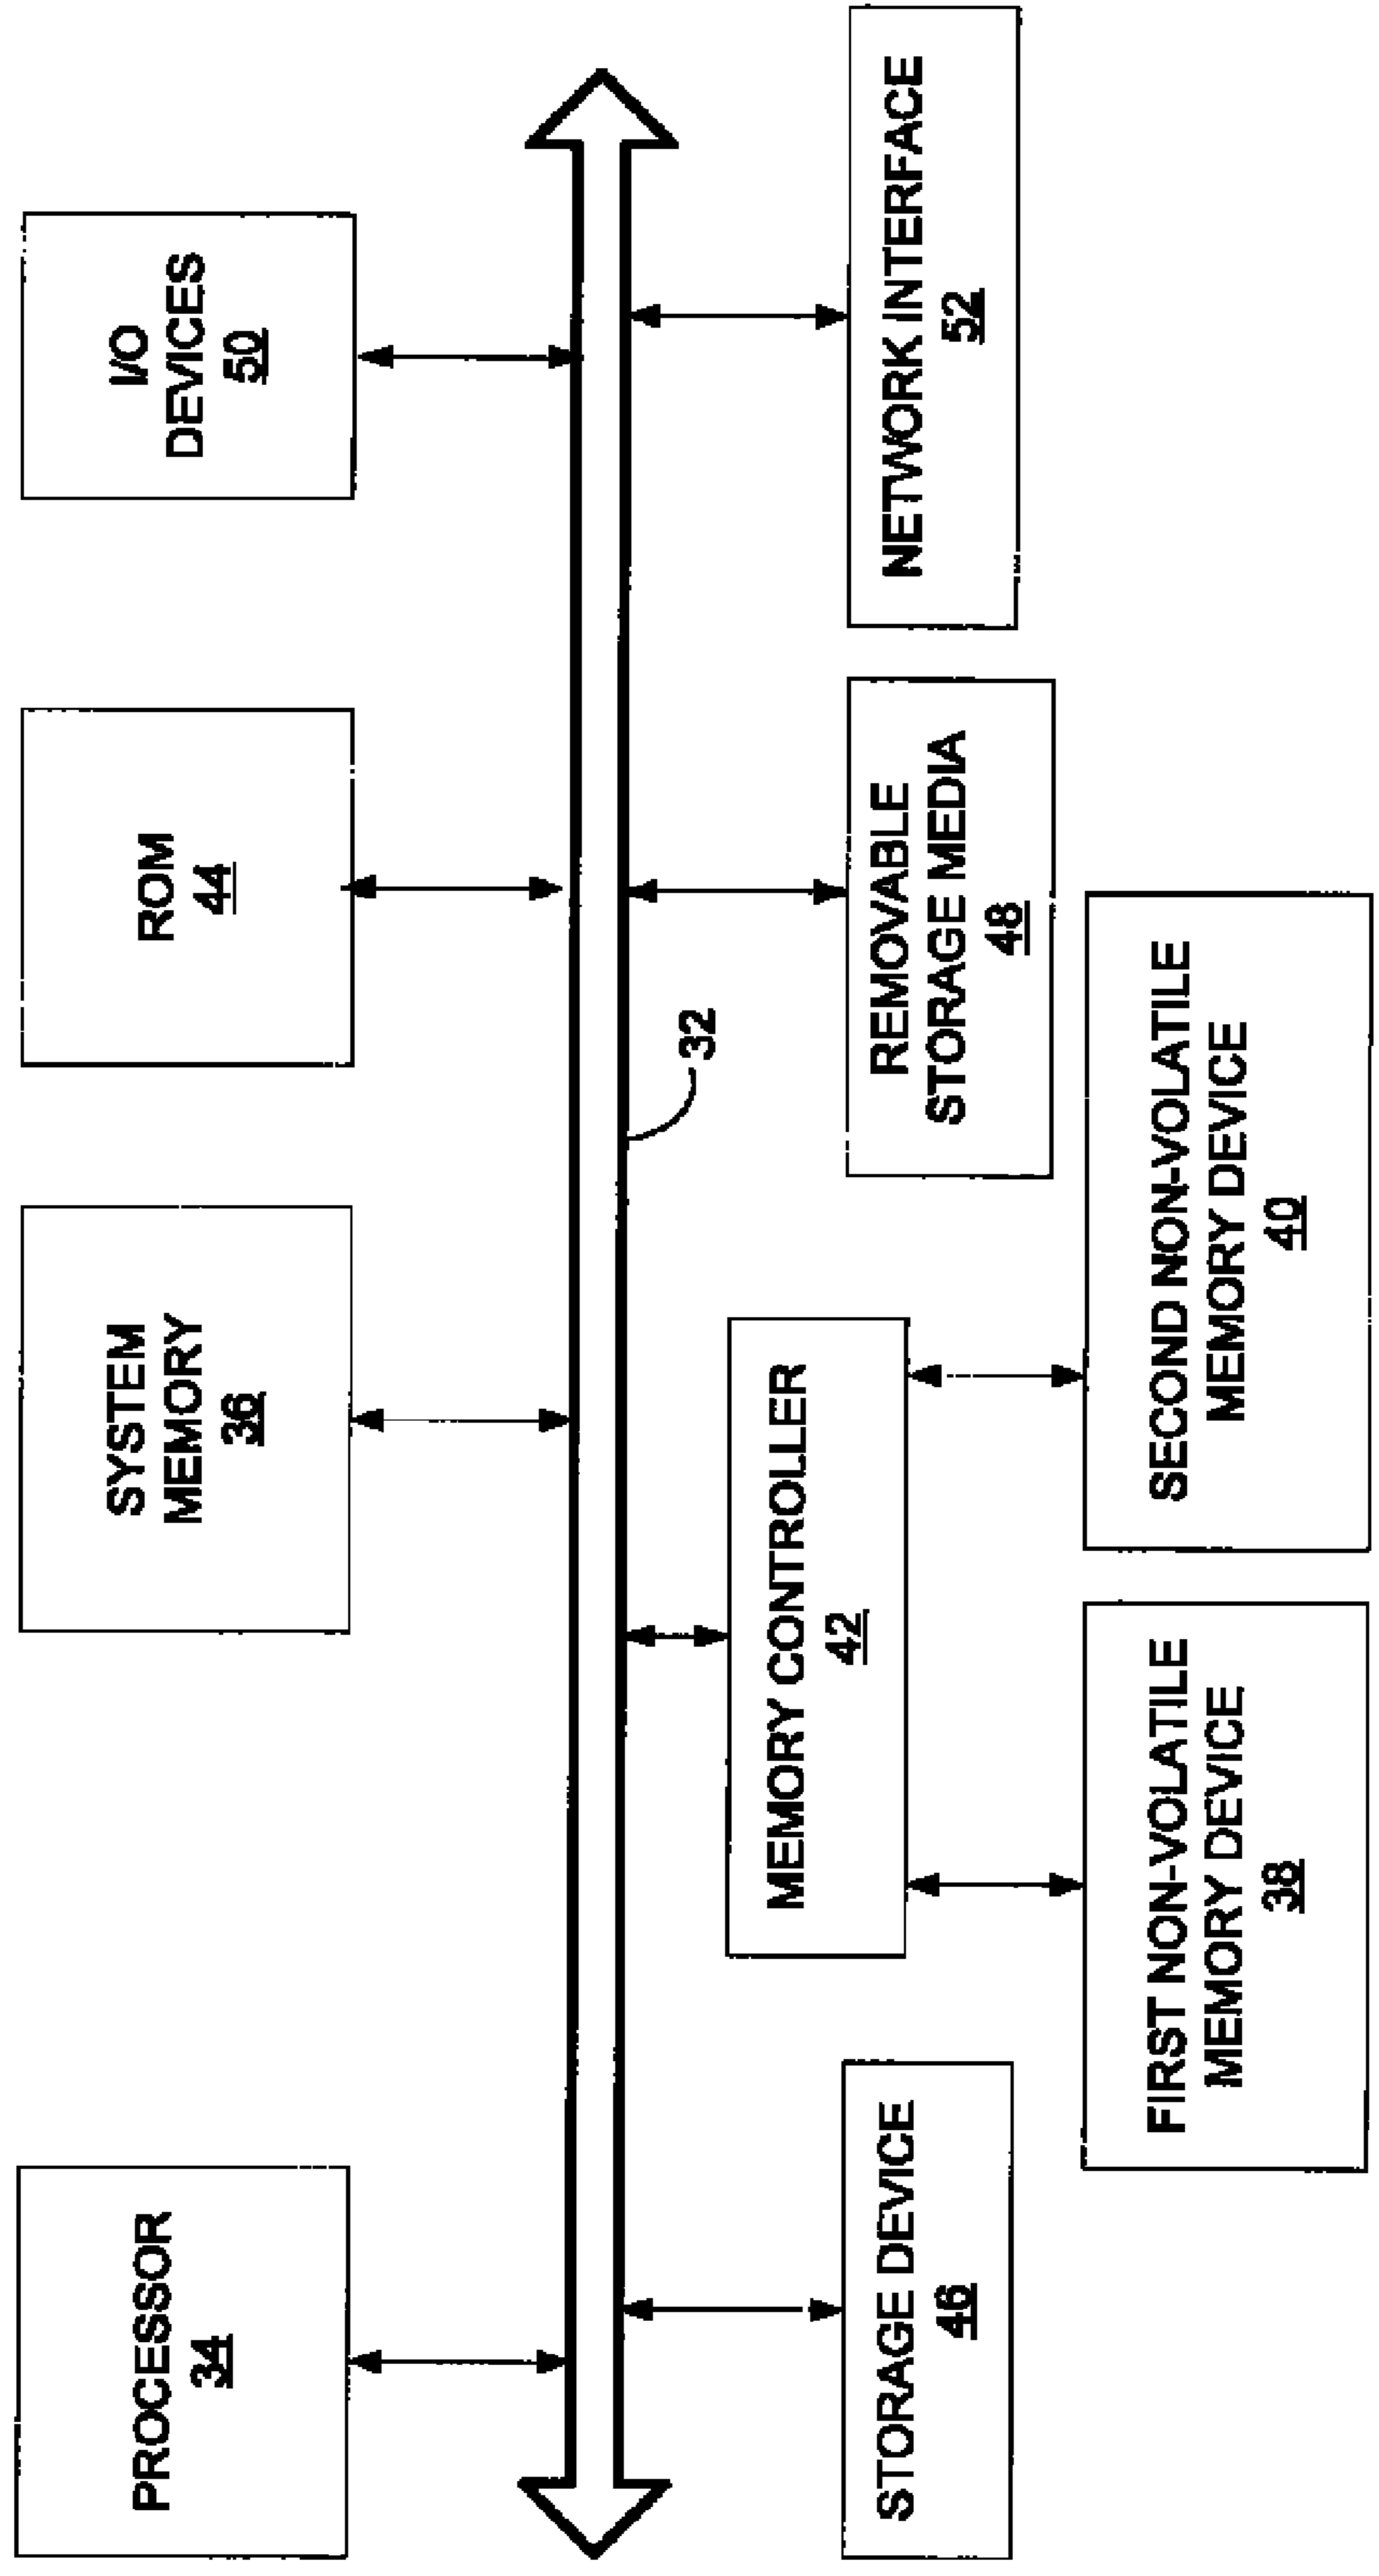 PROCESSOR
34
SYSTEM
MEMORY
36
ROM
44
I/O
DEVICES
50
32
STORAGE DEVICE
46
MEMORY CONTROLLER
42
REMOVABLE
STORAGE MEDIA
48
NETWORK INTERFACE
52
FIRST NON-VOLATILE
MEMORY DEVICE
38
SECOND NON-VOLATILE
MEMORY DEVICE
40